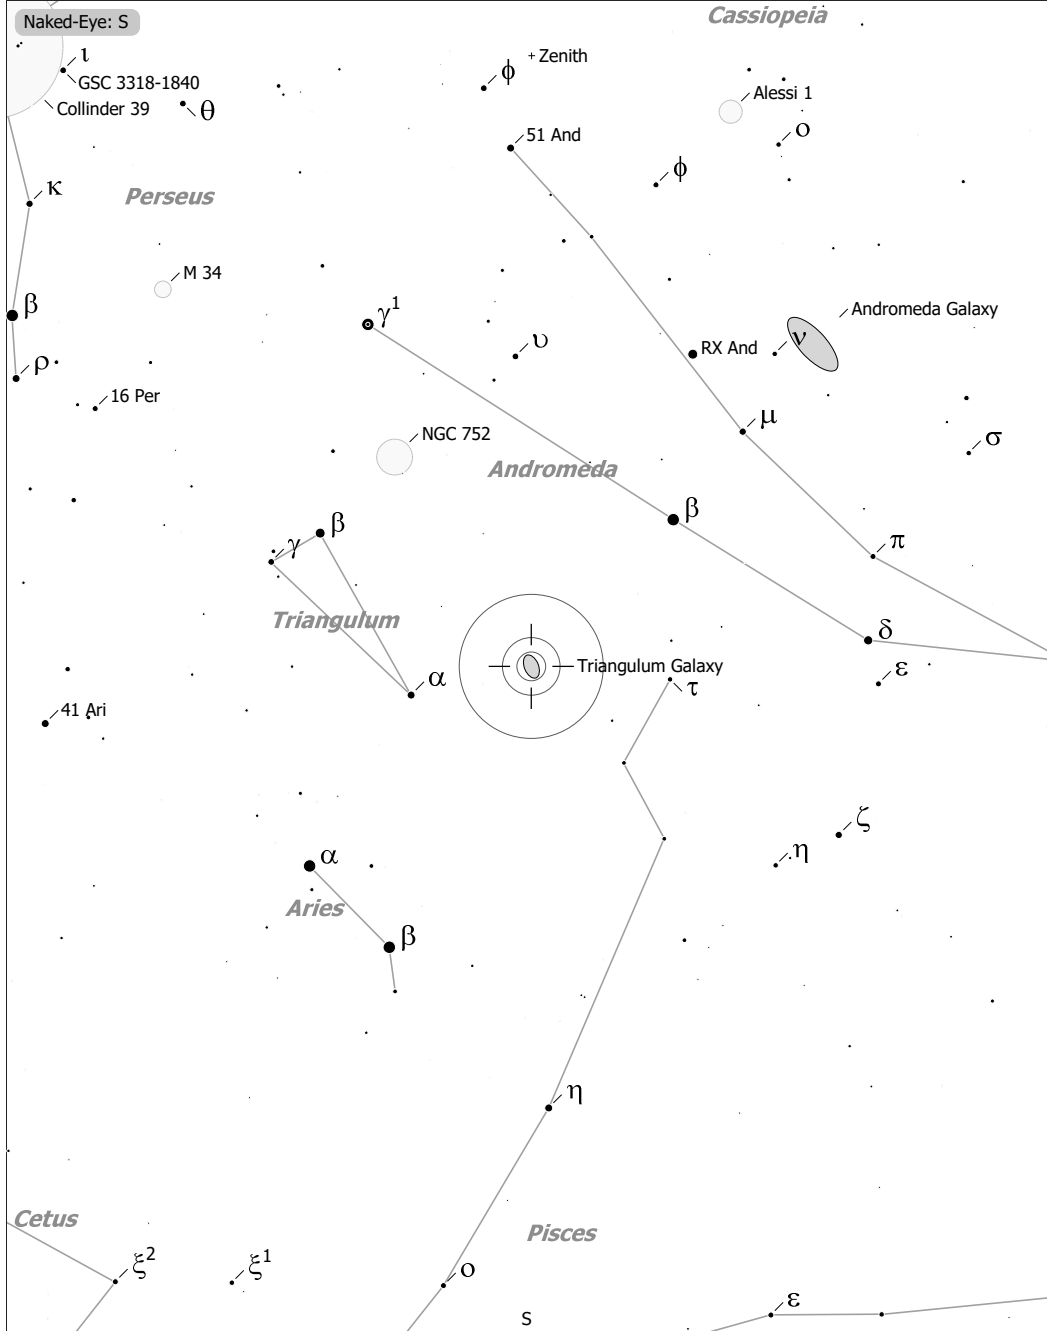 Cassiopeia
Naked-Eye: S
ι
GSC 3318-1840
Collinder 39
θ
ϕ
Zenith
Alessi 1
51 And
ο
ϕ
κ
Perseus
M 34
β
γ1
Andromeda Galaxy
υ
RX And
ν
ρ
16 Per
μ
NGC 752
σ
Andromeda
β
β
γ
π
Triangulum
δ
Triangulum Galaxy
ε
α
τ
41 Ari
ζ
η
α
Aries
β
η
Cetus
Pisces
ξ2
ξ1
ο
ε
S